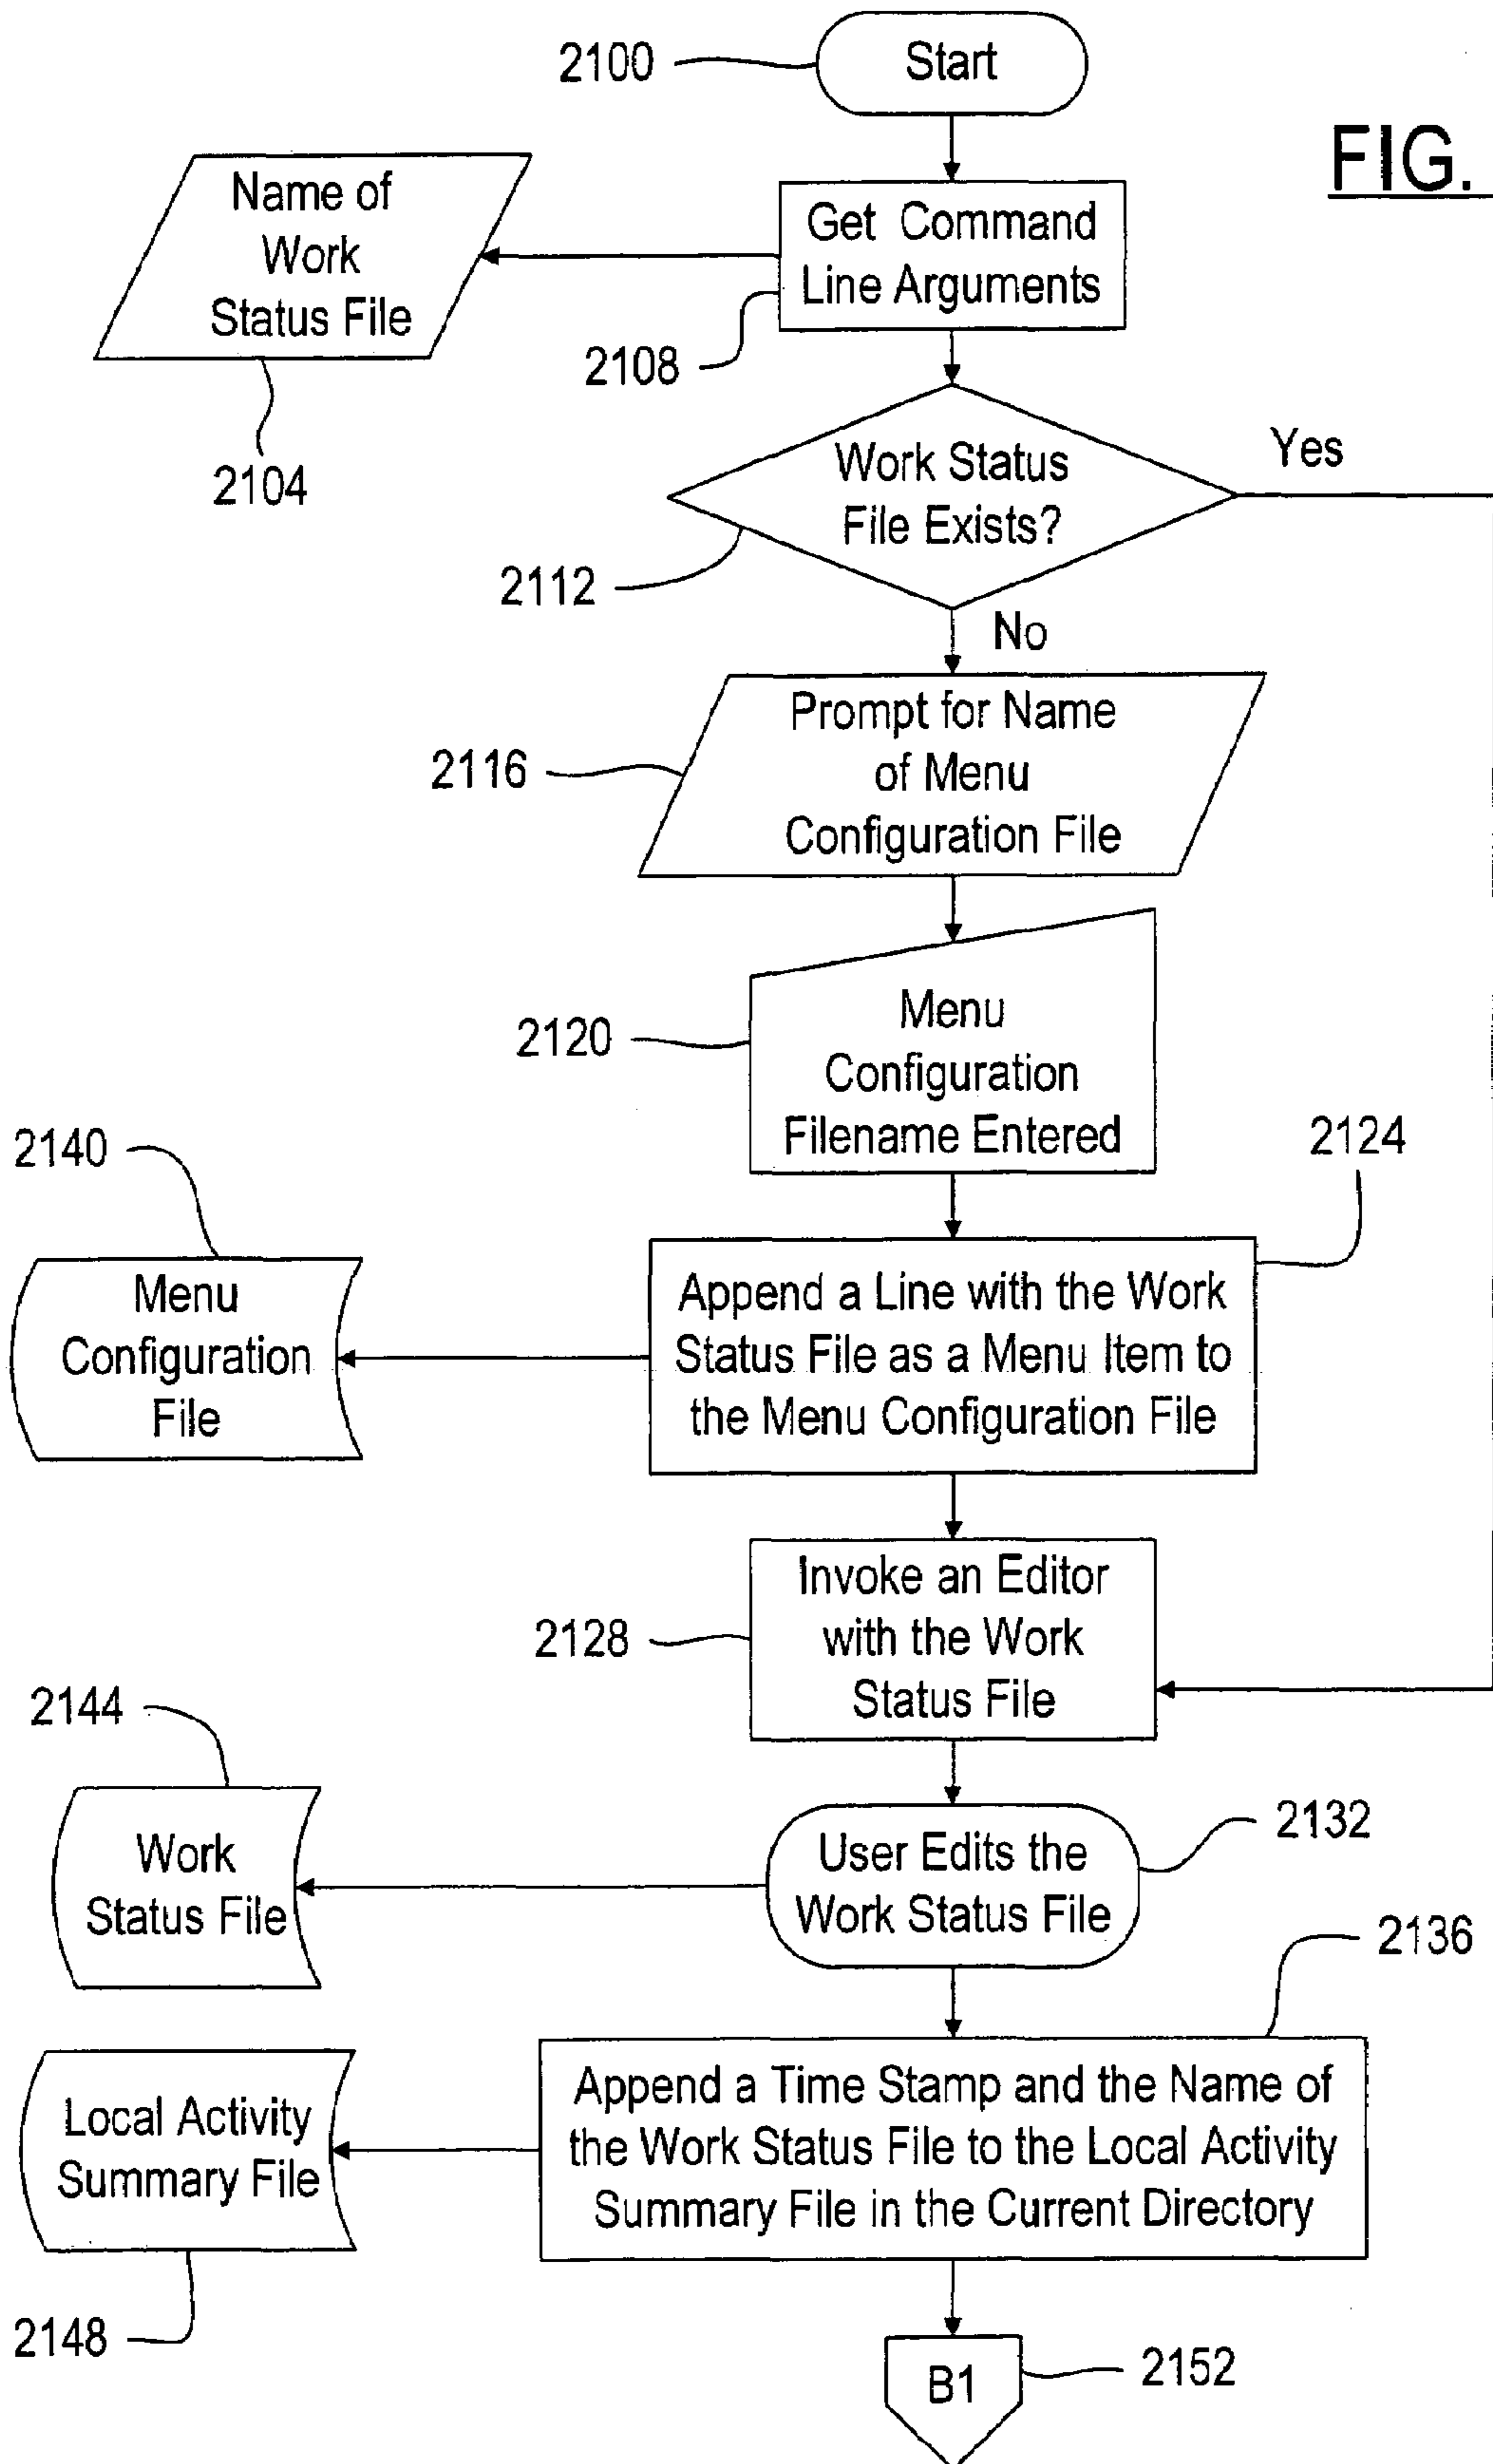 2100
Start
FIG.
Name of
Work
Status File
Get Command
Line Arguments
2108
2104
Work Status
File Exists?
Yes
2112
No
Prompt for Name
of Menu
Configuration File
2116
Menu
Configuration
Filename Entered
2120
2124
2140
Menu
Configuration
File
Append a Line with the Work
Status File as a Menu Item to
the Menu Configuration File
Invoke an Editor
with the Work
Status File
2128
2144
Work
Status File
User Edits the
Work Status File
2132
2136
Local Activity
Summary File
Append a Time Stamp and the Name of
the Work Status File to the Local Activity
Summary File in the Current Directory
2148
B1
2152